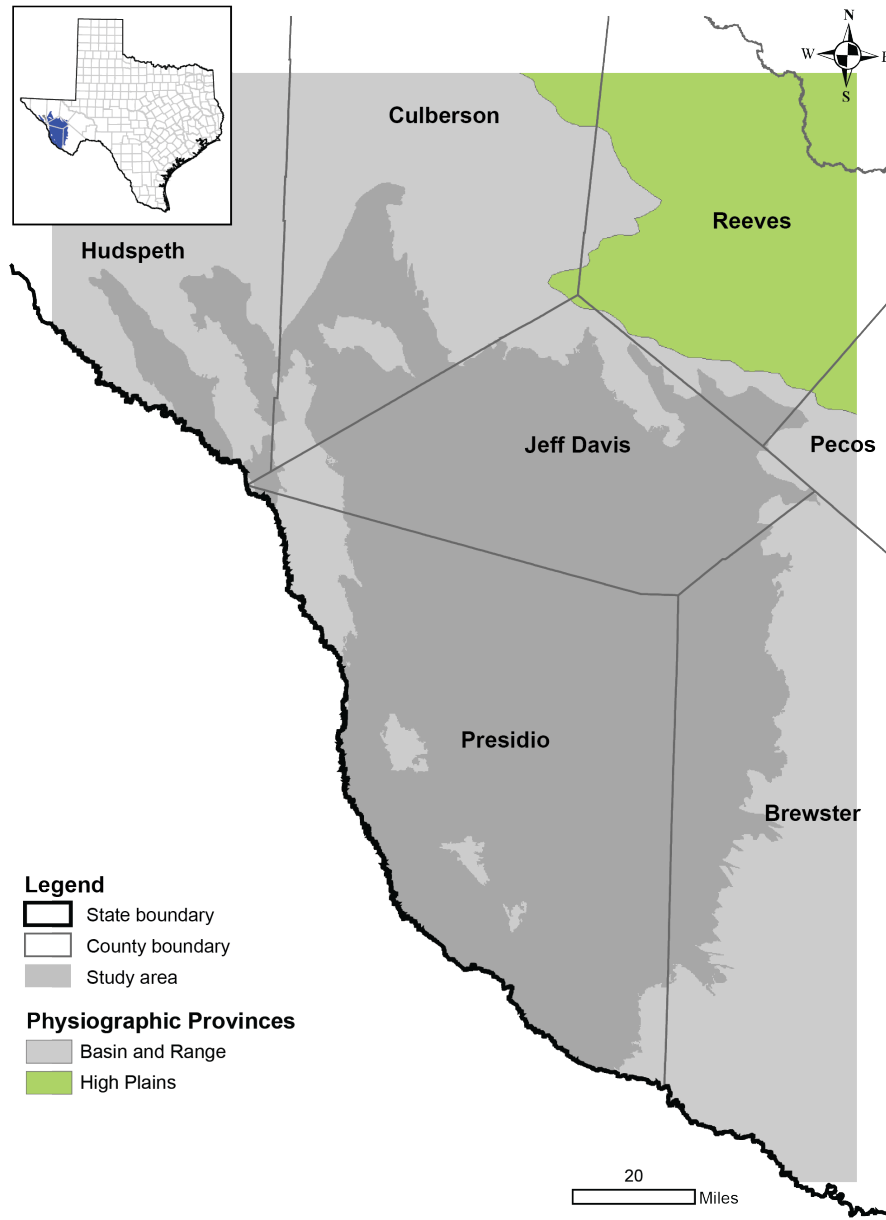 N
W
E
S
Culberson
Reeves
Hudspeth
Jeff Davis
Pecos
Presidio
Brewster
Legend
State boundary
County boundary
Study area
Physiographic Provinces
Basin and Range
High Plains
20
Miles